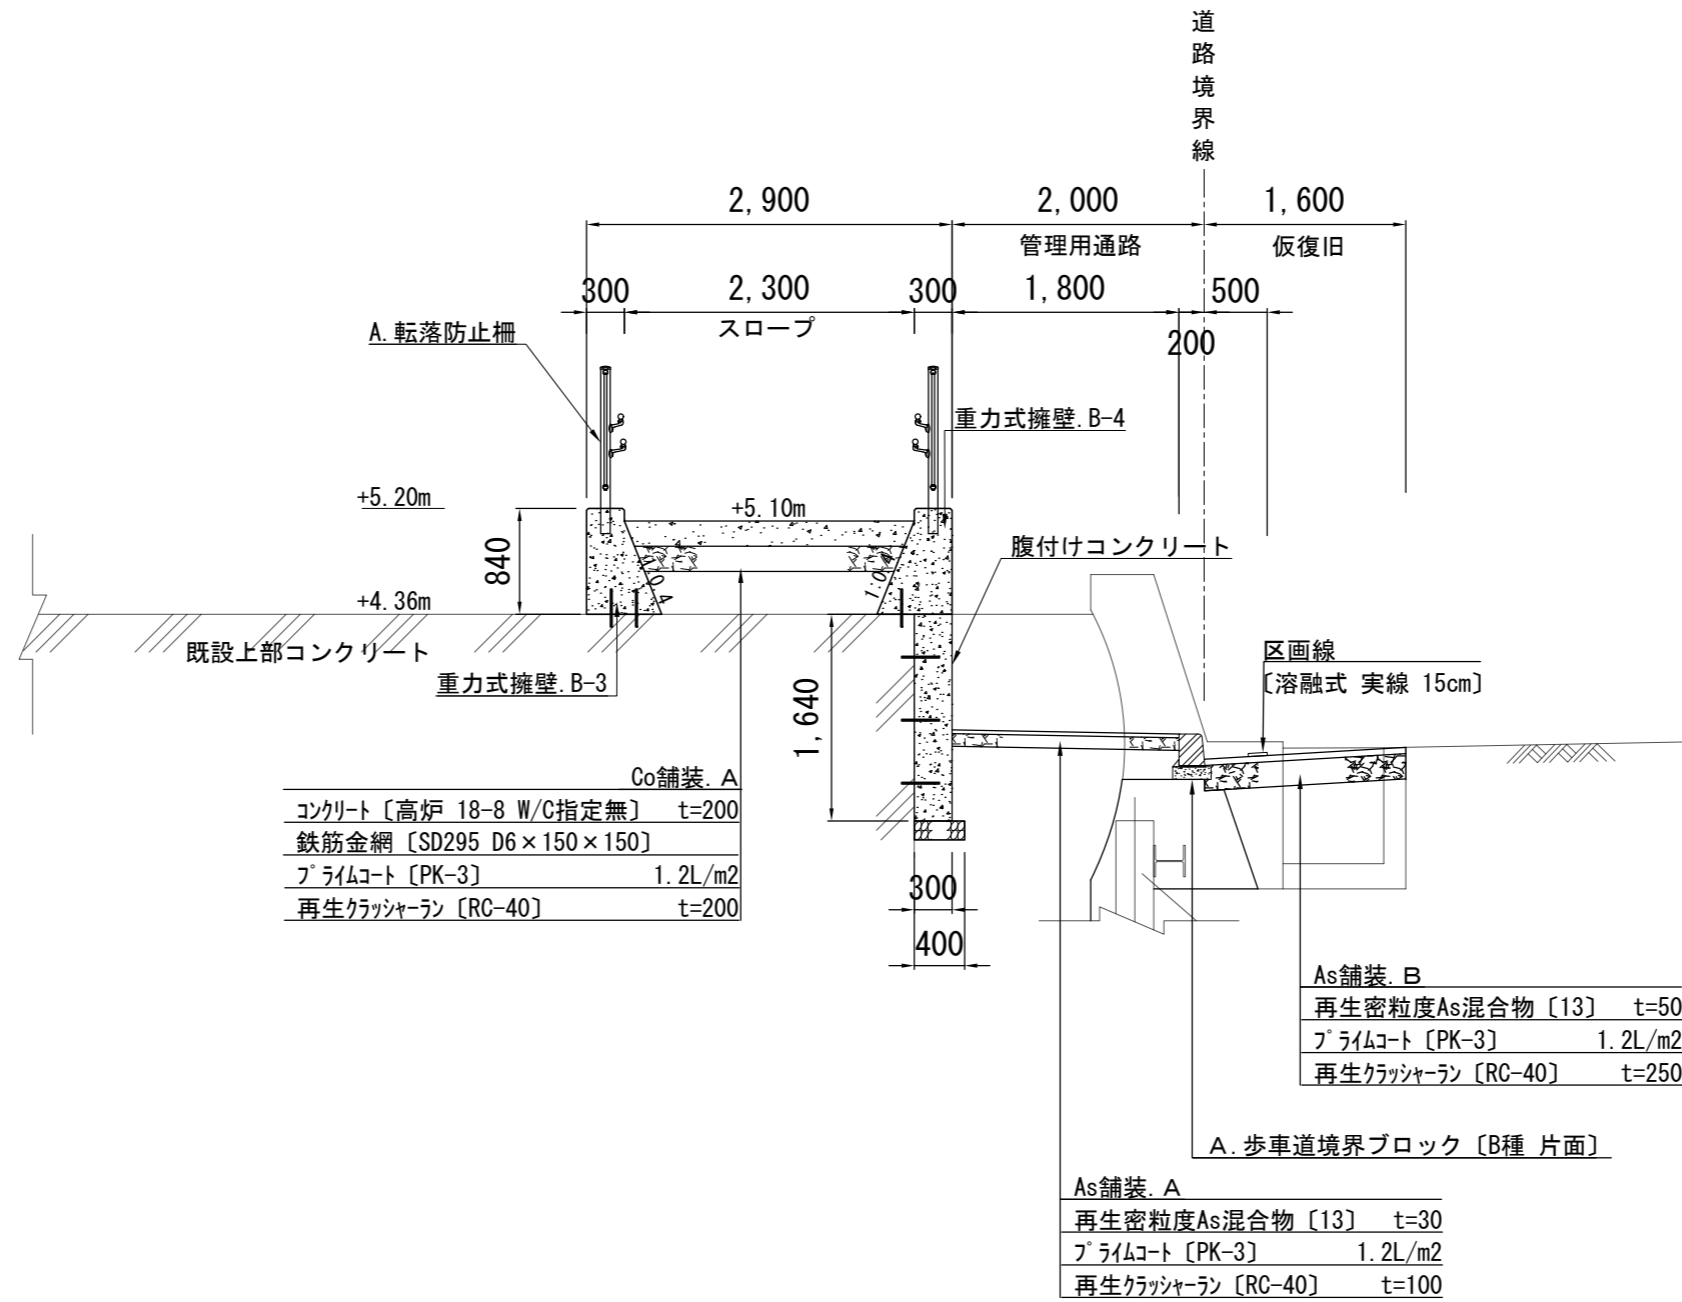 道路境界線
2,900
2,000
1,600
管理用通路
仮復旧
300
2,300
300
1,800
500
スロープ
200
A.転落防止柵
重力式擁壁.B-4
+5.20m
+5.10m
840
腹付けコンクリート
1:0.4
1:0.4
+4.36m
既設上部コンクリート
重力式擁壁.B-3
区画線
〔溶融式 実線 15cm〕
1,640
Co舗装.A
コンクリート〔高炉 18-8 W/C指定無〕 t=200
鉄筋金網〔SD295 D6×150×150〕
プライムコート〔PK-3〕 1.2L/m2
再生クラッシャーラン〔RC-40〕 t=200
300
400
As舗装.B
再生密粒度As混合物〔13〕 t=50
プライムコート〔PK-3〕 1.2L/m2
再生クラッシャーラン〔RC-40〕 t=250
A.歩車道境界ブロック〔B種 片面〕
As舗装.A
再生密粒度As混合物〔13〕 t=30
プライムコート〔PK-3〕 1.2L/m2
再生クラッシャーラン〔RC-40〕 t=100